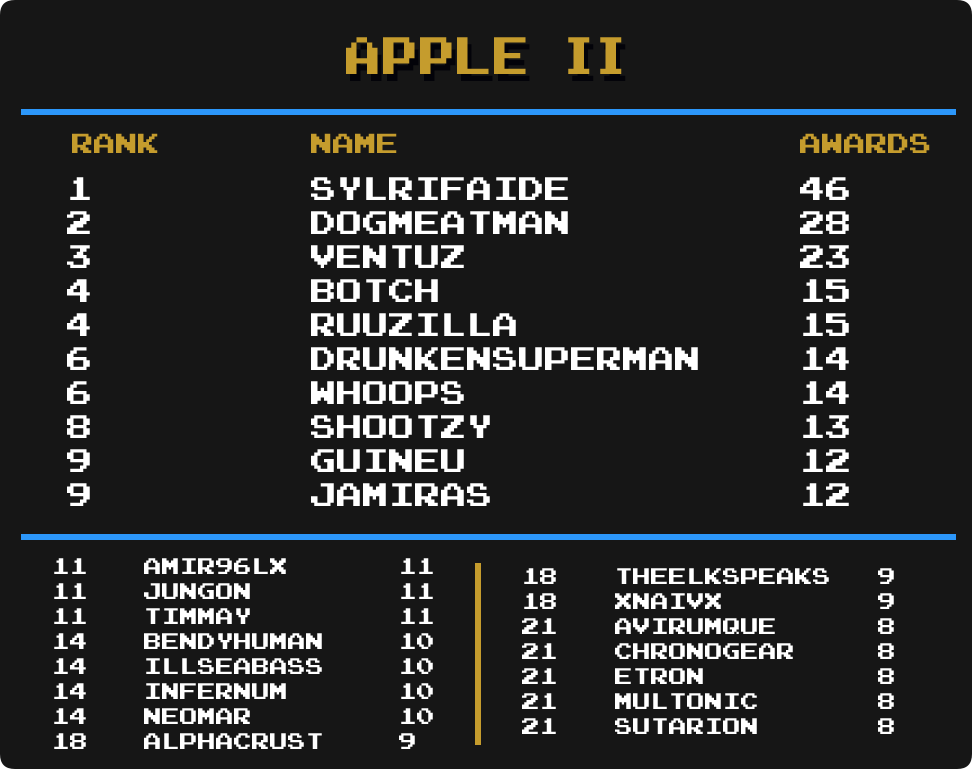 APPLE II
RANK NAME AWARDS
1 SYLRIFAIDE 46
2 DOGMEATMAN 28
3 VENTUZ 23
4 BOTCH 15
4 RUUZILLA 15
6 DRUNKENSUPERMAN 14
6 WHOOPS 14
8 SHOOTZY 13
9 GUINEU 12
9 JAMIRAS 12
11 AMIR96LX 11
11 JUNGON 11
11 TIMMAY 11
14 BENDYHUMAN 10
14 ILLSEABASS 10
14 INFERNUM 10
14 NEOMAR 10
18 ALPHACRUST 9
18 THEELKSPEAKS 9
18 XNAIVX 9
21 AVIRUMQUE 8
21 CHRONOGEAR 8
21 ETRON 8
21 MULTONIC 8
21 SUTARION 8